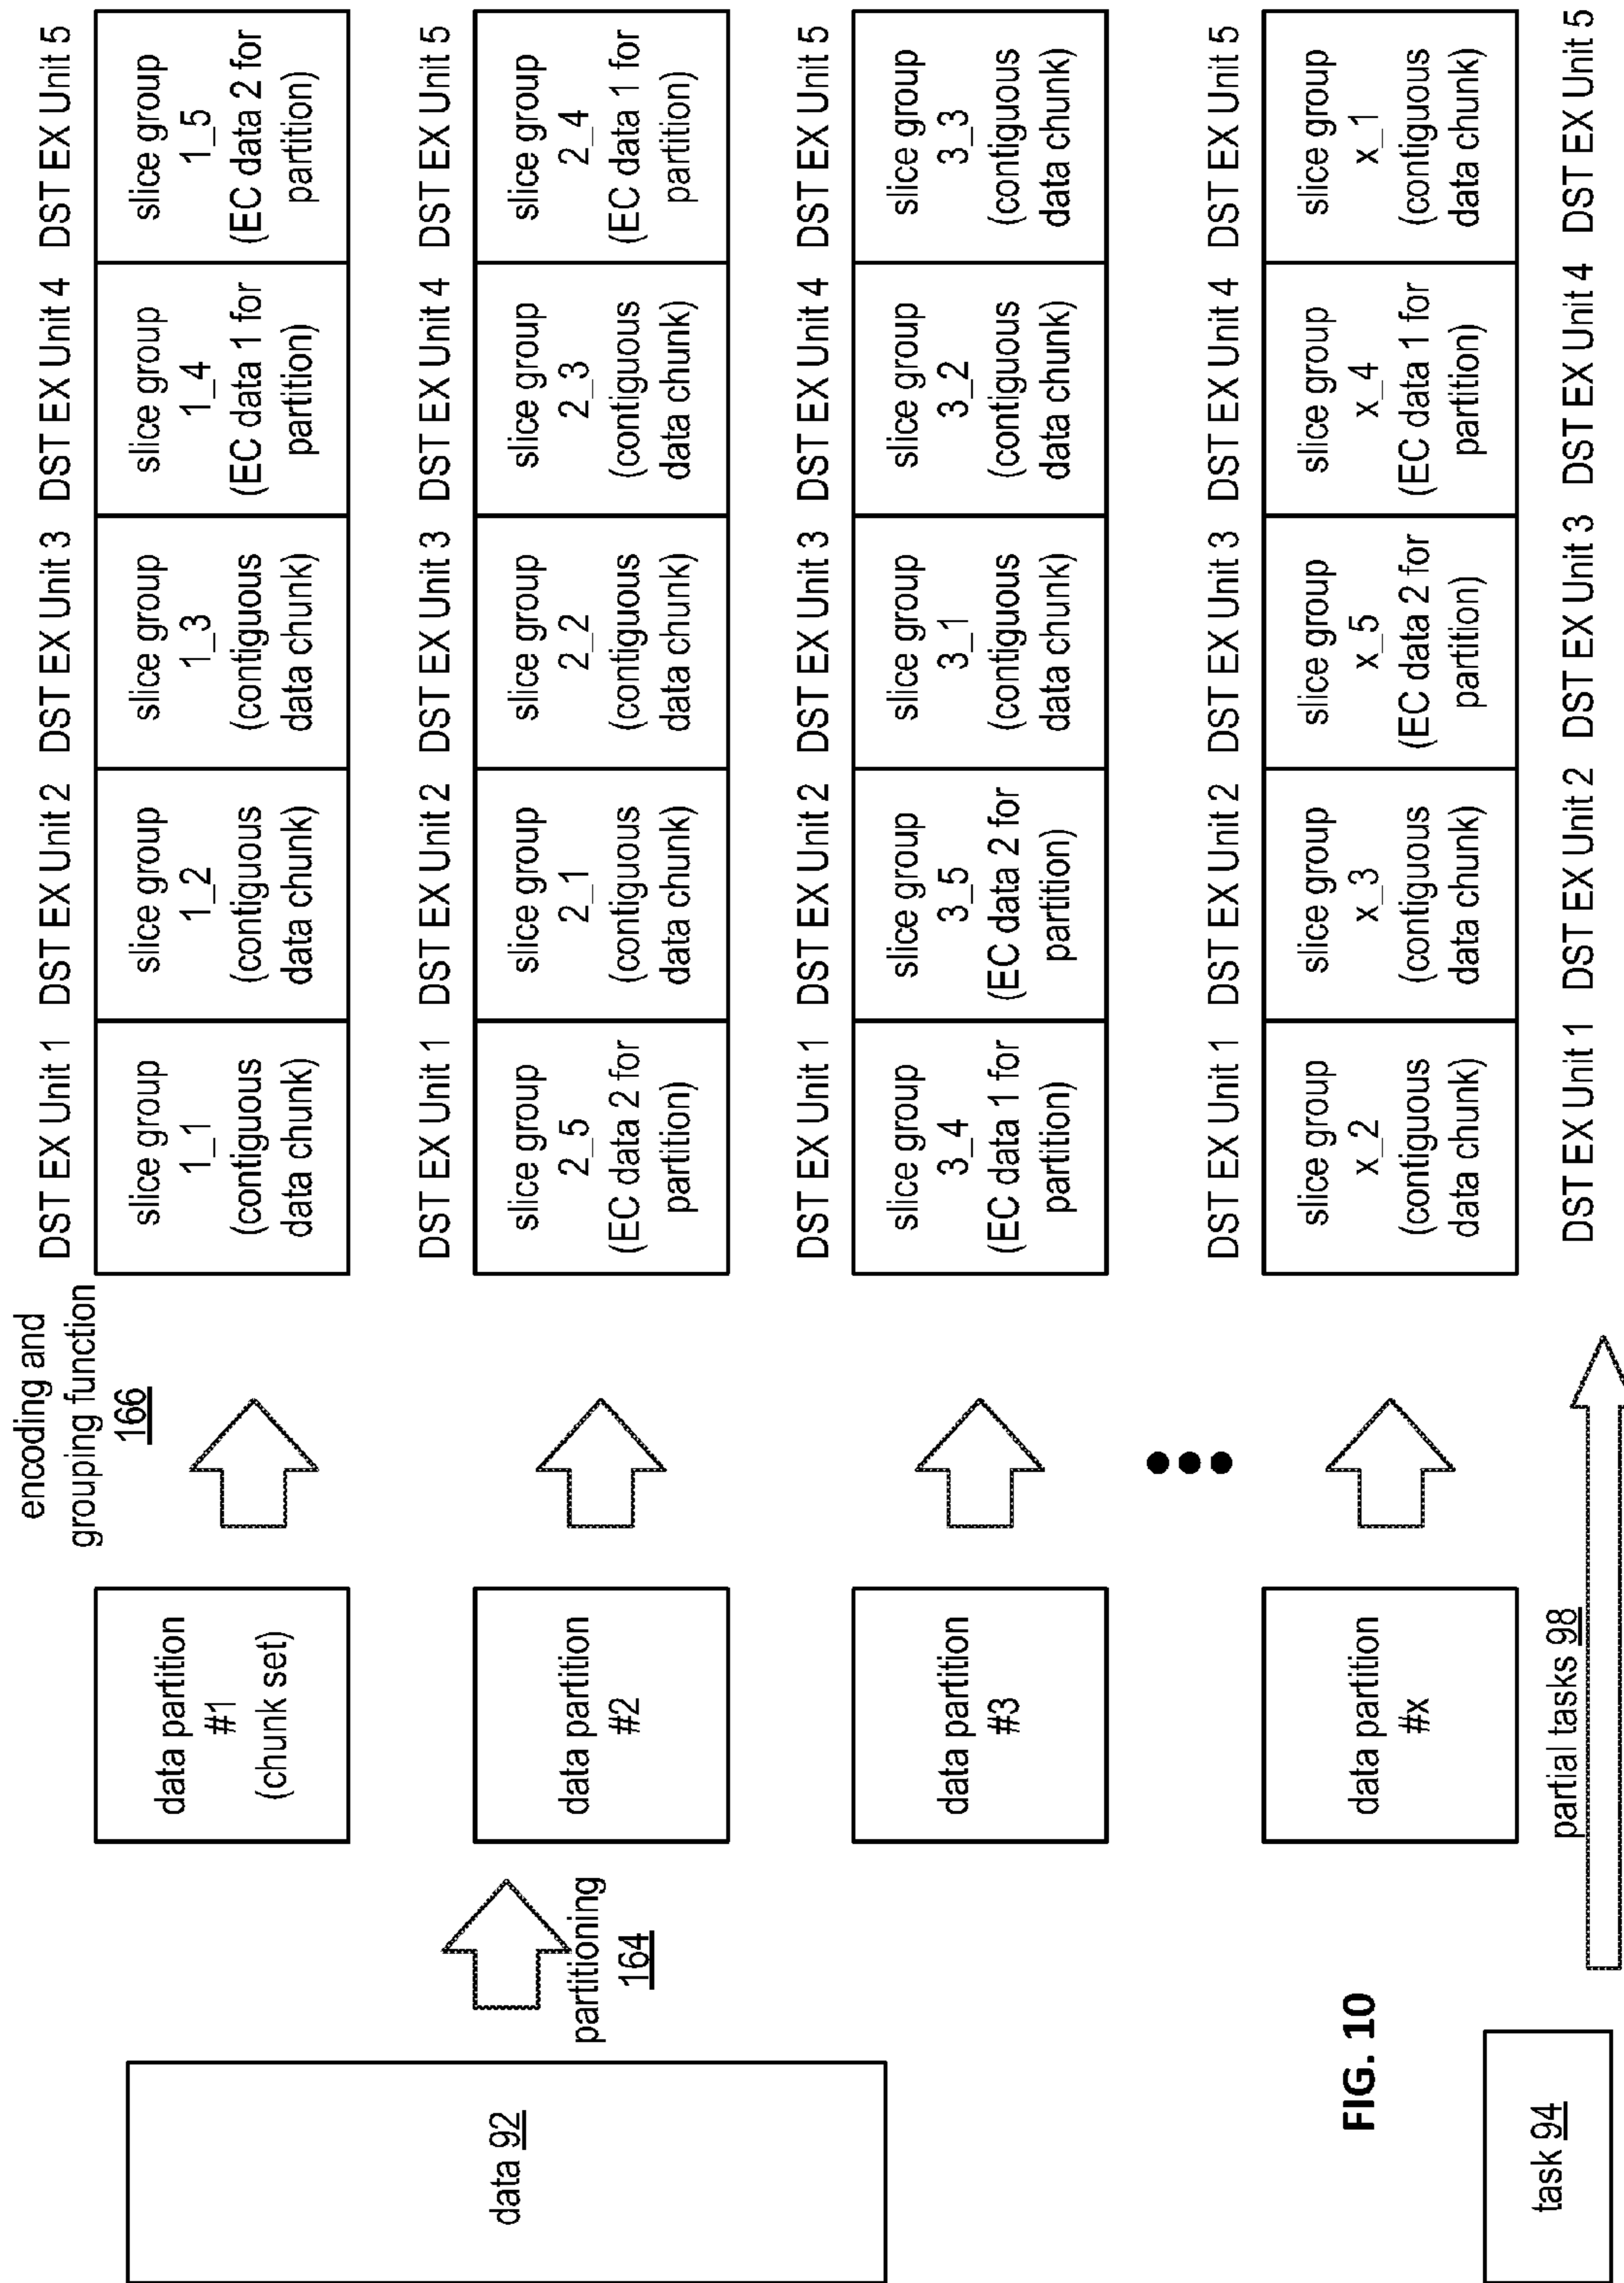 data 92
partitioning
164
data partition
#1
(chunk set)
data partition
#2
data partition
#3
data partition
#x
encoding and
grouping function
166
DST EX Unit 1 DST EX Unit 2 DST EX Unit 3 DST EX Unit 4 DST EX Unit 5
slice group
1_1
(contiguous
data chunk)
slice group
1_2
(contiguous
data chunk)
slice group
1_3
(contiguous
data chunk)
slice group
1_4
(EC data 1 for
partition)
slice group
1_5
(EC data 2 for
partition)
DST EX Unit 1 DST EX Unit 2 DST EX Unit 3 DST EX Unit 4 DST EX Unit 5
slice group
2_5
(EC data 2 for
partition)
slice group
2_1
(contiguous
data chunk)
slice group
2_2
(contiguous
data chunk)
slice group
2_3
(contiguous
data chunk)
slice group
2_4
(EC data 1 for
partition)
DST EX Unit 1 DST EX Unit 2 DST EX Unit 3 DST EX Unit 4 DST EX Unit 5
slice group
3_4
(EC data 1 for
partition)
slice group
3_5
(EC data 2 for
partition)
slice group
3_1
(contiguous
data chunk)
slice group
3_2
(contiguous
data chunk)
slice group
3_3
(contiguous
data chunk)
DST EX Unit 1 DST EX Unit 2 DST EX Unit 3 DST EX Unit 4 DST EX Unit 5
slice group
x_2
(contiguous
data chunk)
slice group
x_3
(contiguous
data chunk)
slice group
x_5
(EC data 2 for
partition)
slice group
x_4
(EC data 1 for
partition)
slice group
x_1
(contiguous
data chunk)
FIG. 10
task 94
partial tasks 98
DST EX Unit 1 DST EX Unit 2 DST EX Unit 3 DST EX Unit 4 DST EX Unit 5